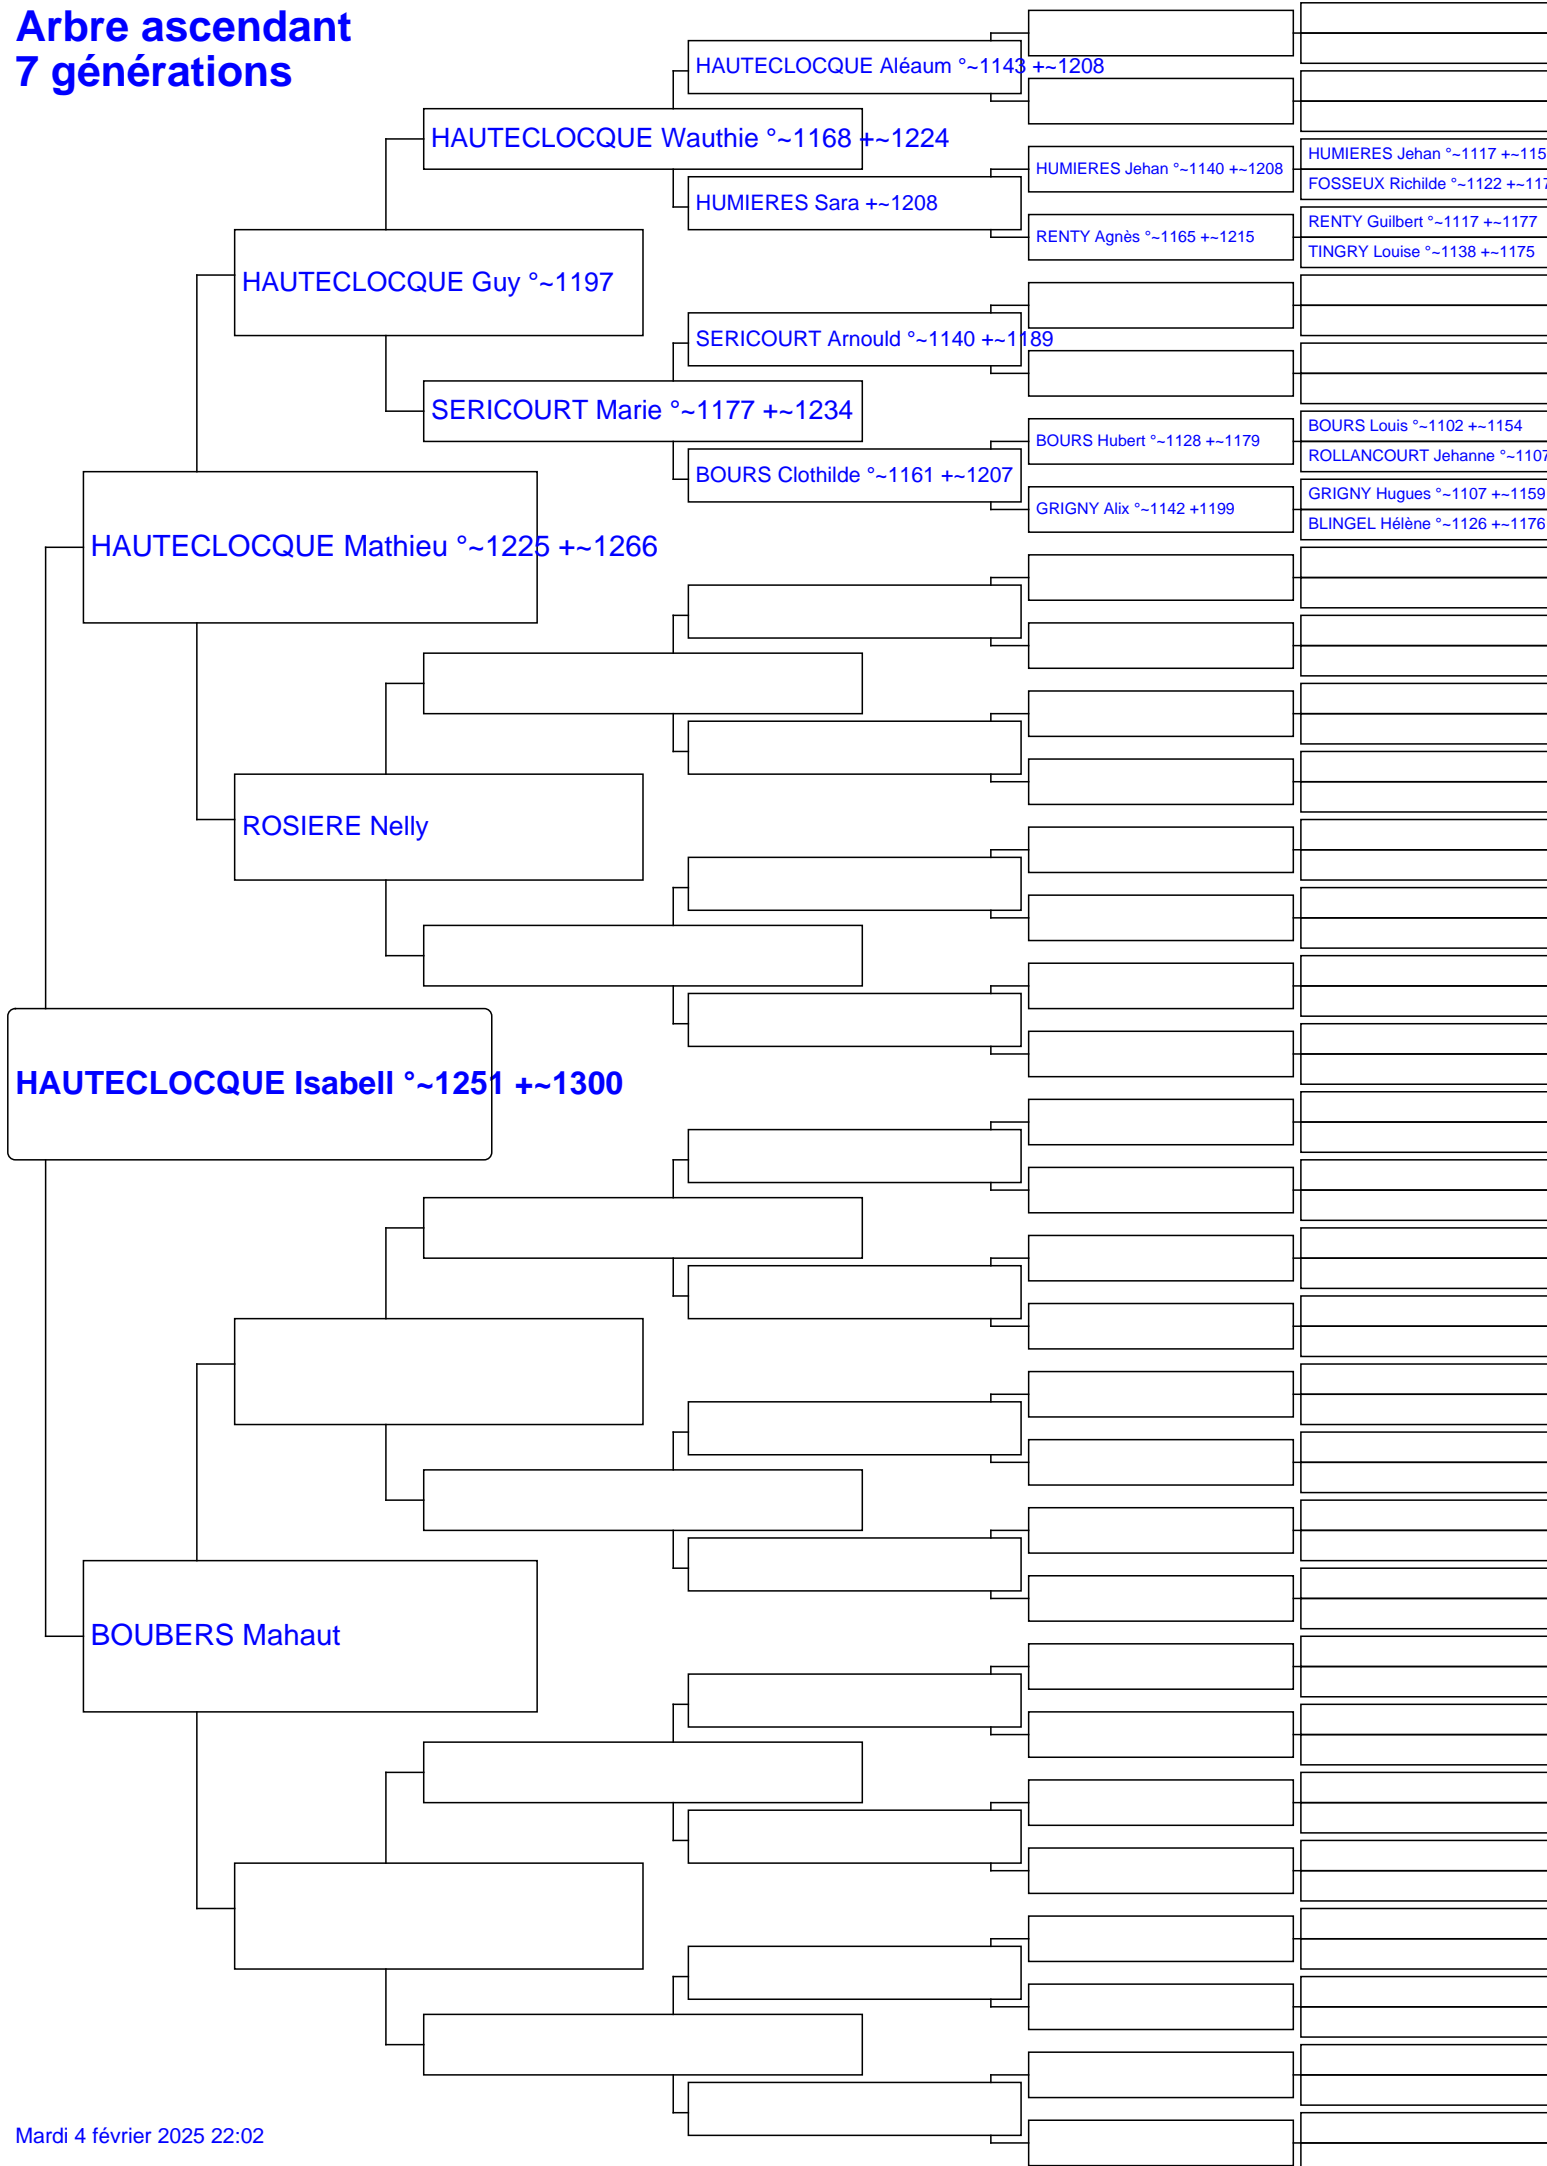 Arbre ascendant
7 générations
HAUTECLOCQUE Aléaum °~1143 +~1208
HAUTECLOCQUE Wauthie °~1168 +~1224
HUMIERES Jehan °~1117 +~115
HUMIERES Jehan °~1140 +~1208
FOSSEUX Richilde °~1122 +~117
HUMIERES Sara +~1208
RENTY Guilbert °~1117 +~1177
RENTY Agnès °~1165 +~1215
TINGRY Louise °~1138 +~1175
HAUTECLOCQUE Guy °~1197
SERICOURT Arnould °~1140 +~1189
SERICOURT Marie °~1177 +~1234
BOURS Louis °~1102 +~1154
BOURS Hubert °~1128 +~1179
ROLLANCOURT Jehanne °~1107
BOURS Clothilde °~1161 +~1207
GRIGNY Hugues °~1107 +~1159
GRIGNY Alix °~1142 +1199
BLINGEL Hélène °~1126 +~1176
HAUTECLOCQUE Mathieu °~1225 +~1266
ROSIERE Nelly
HAUTECLOCQUE Isabell °~1251 +~1300
BOUBERS Mahaut
Mardi 4 février 2025 22:02